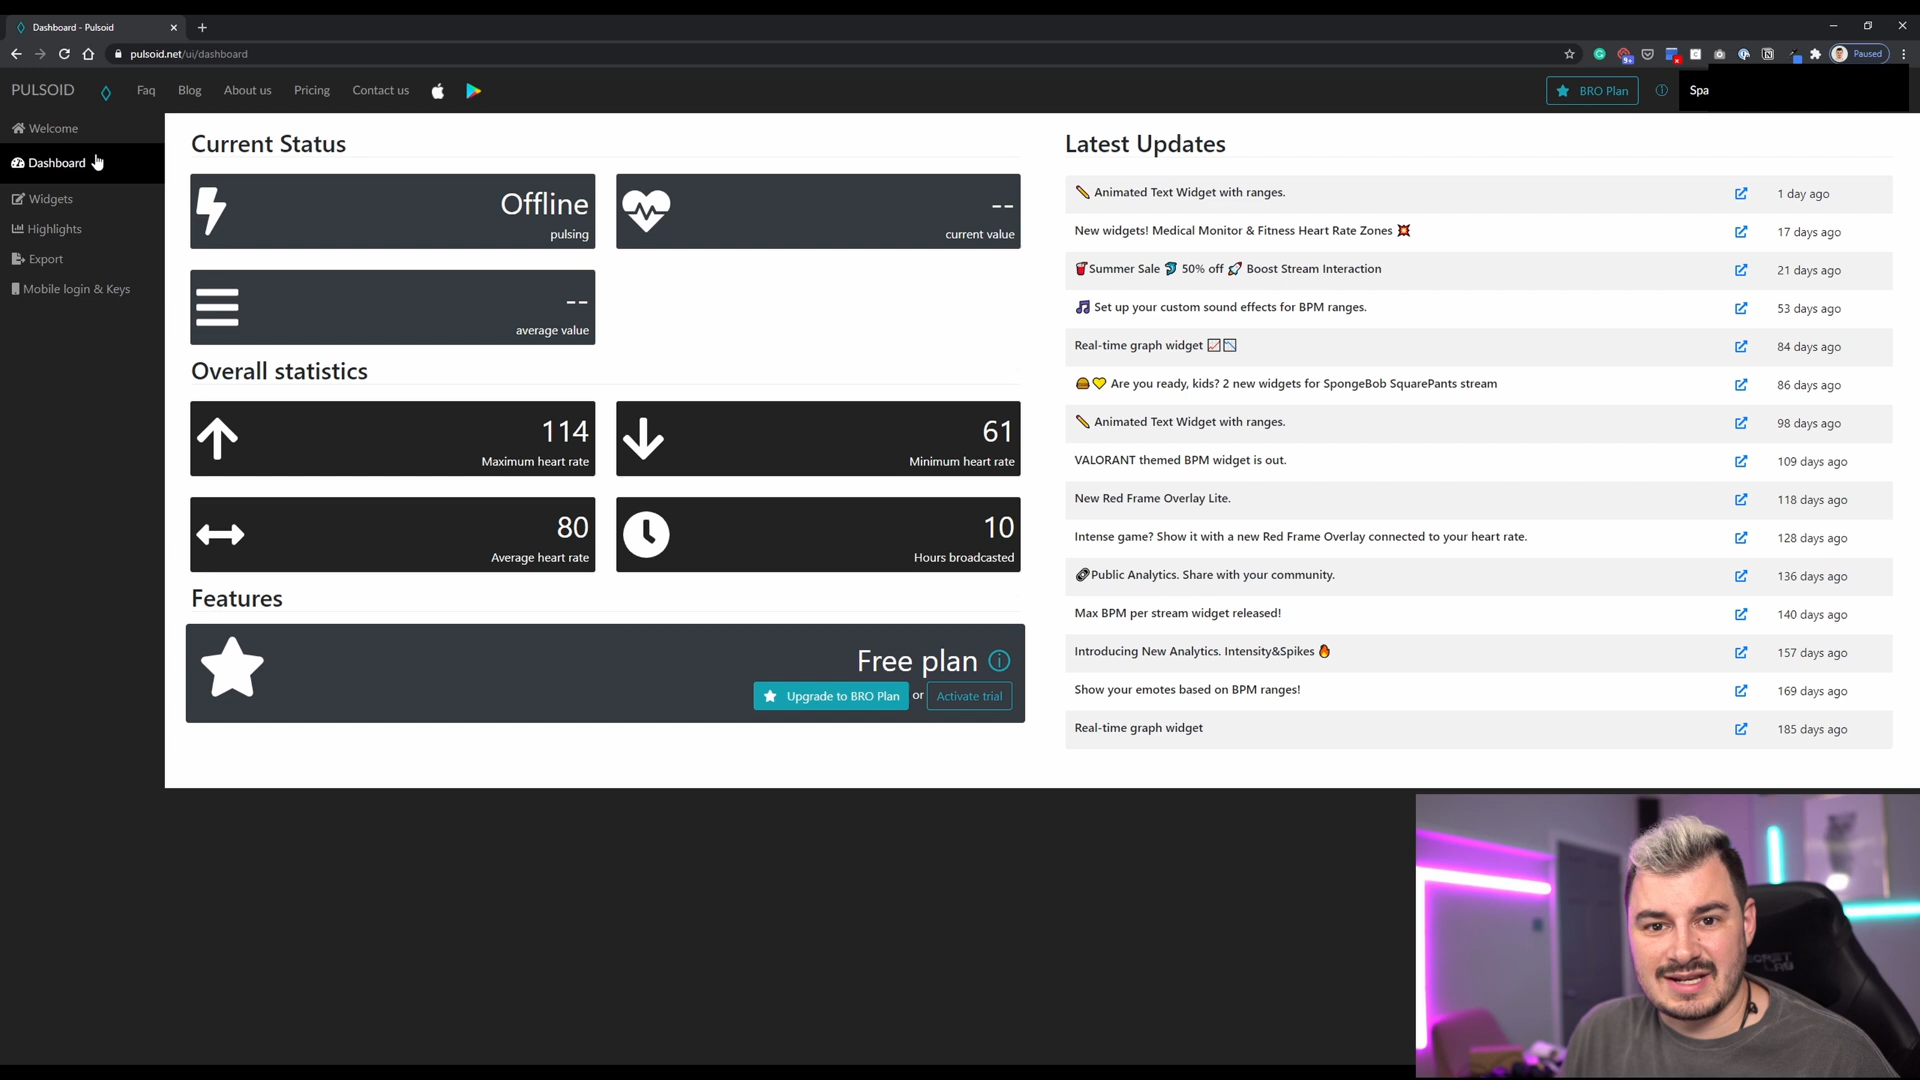 Dashboard - Pulsoid
pulsoid.net/ui/dashboard
9+
Paused
PULSOID
Faq
Blog
About us
Pricing
Contact us
BRO Plan
Spa
Welcome
Dashboard
Widgets
Highlights
Export
Mobile login & Keys
Current Status
Offline
pulsing
--
current value
--
average value
Overall statistics
114
Maximum heart rate
61
Minimum heart rate
80
Average heart rate
10
Hours broadcasted
Features
Free plan
Upgrade to BRO Plan or Activate trial
Latest Updates
Animated Text Widget with ranges. 1 day ago
New widgets! Medical Monitor & Fitness Heart Rate Zones 💥 17 days ago
🥤Summer Sale 🌊 50% off 🚀 Boost Stream Interaction 21 days ago
🎵 Set up your custom sound effects for BPM ranges. 53 days ago
Real-time graph widget 📈📉 84 days ago
🍔💛 Are you ready, kids? 2 new widgets for SpongeBob SquarePants stream 86 days ago
✏️ Animated Text Widget with ranges. 98 days ago
VALORANT themed BPM widget is out. 109 days ago
New Red Frame Overlay Lite. 118 days ago
Intense game? Show it with a new Red Frame Overlay connected to your heart rate. 128 days ago
🔗Public Analytics. Share with your community. 136 days ago
Max BPM per stream widget released! 140 days ago
Introducing New Analytics. Intensity&Spikes 🔥 157 days ago
Show your emotes based on BPM ranges! 169 days ago
Real-time graph widget 185 days ago